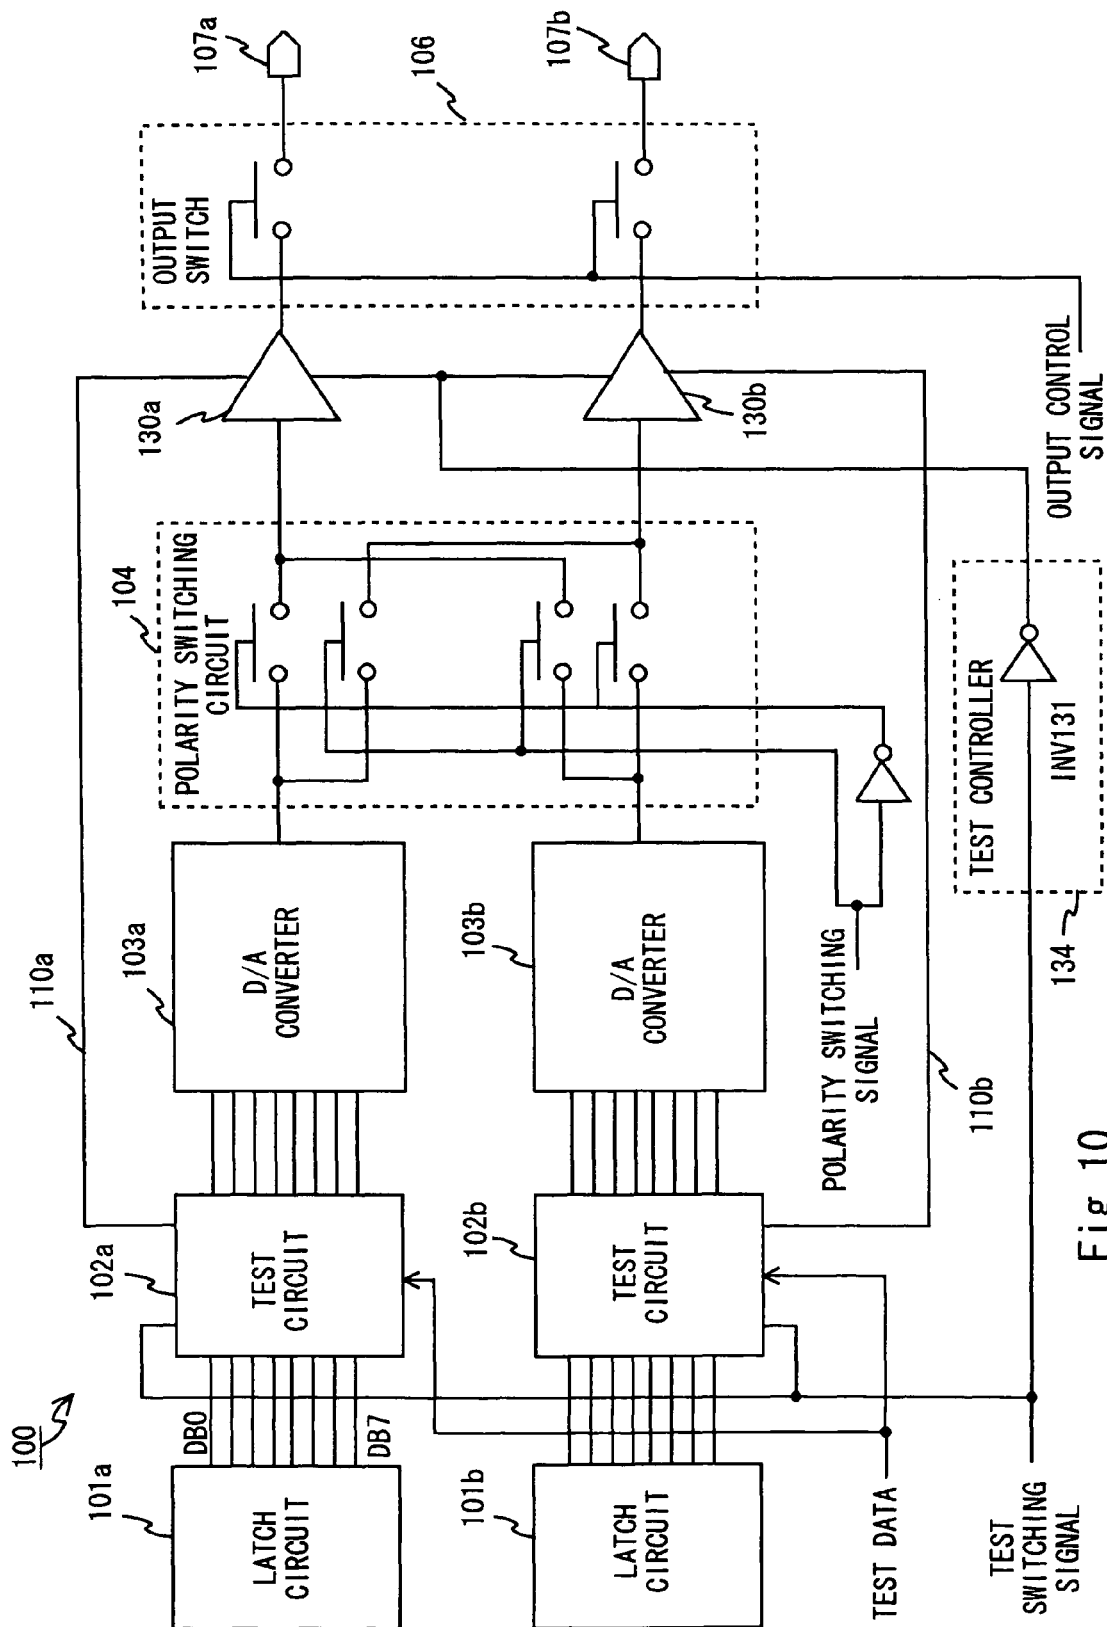 100
101a
LATCH
CIRCUIT
DB0
DB7
102a
TEST
CIRCUIT
110a
103a
D/A
CONVERTER
104
POLARITY SWITCHING
CIRCUIT
130a
OUTPUT
SWITCH
106
107a
101b
LATCH
CIRCUIT
102b
TEST
CIRCUIT
103b
D/A
CONVERTER
130b
107b
TEST DATA
POLARITY SWITCHING
SIGNAL
110b
TEST
SWITCHING
SIGNAL
134
TEST CONTROLLER
INV131
OUTPUT CONTROL
SIGNAL
Fig. 10